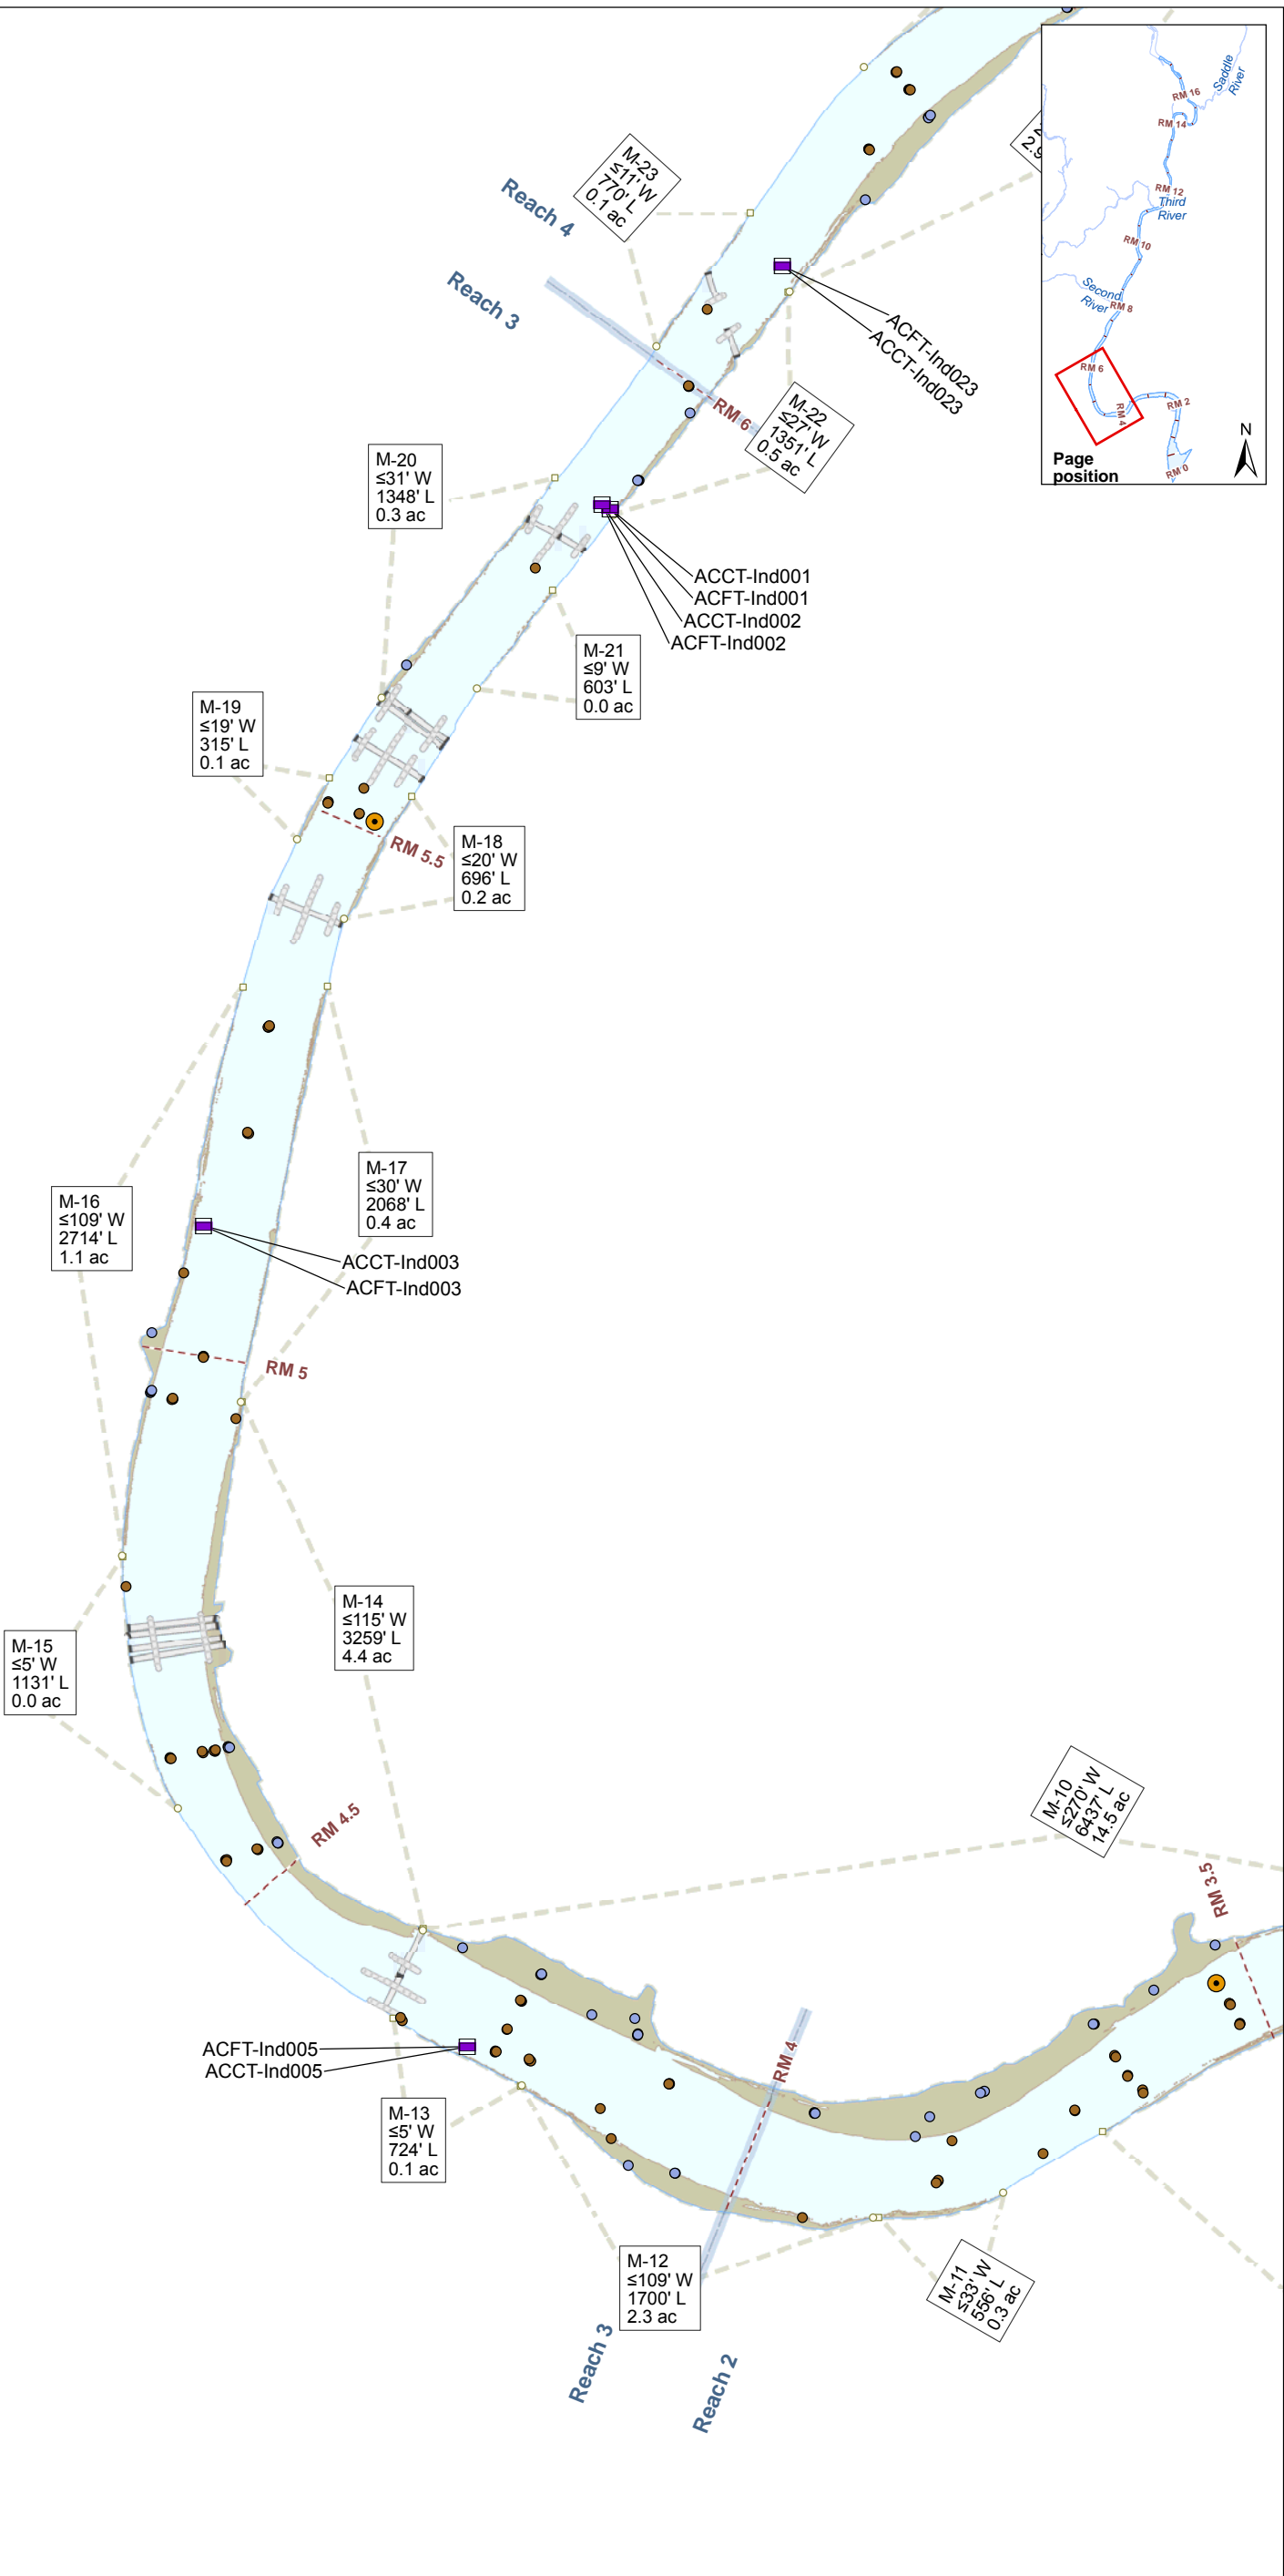 M-23
≤11' W
770' L
0.1 ac
Reach 4
Reach 3
2.9
RM 16
Saddle
River
RM 14
RM 12
Third
River
RM 10
Second
River
RM 8
RM 6
RM 4
RM 2
RM 0
N
Page
position
ACFT-Ind023
ACCT-Ind023
RM 6
M-22
≤27' W
1351' L
0.5 ac
M-20
≤31' W
1348' L
0.3 ac
ACCT-Ind001
ACFT-Ind001
ACCT-Ind002
ACFT-Ind002
M-21
≤9' W
603' L
0.0 ac
M-19
≤19' W
315' L
0.1 ac
RM 5.5
M-18
≤20' W
696' L
0.2 ac
M-17
≤30' W
2068' L
0.4 ac
M-16
≤109' W
2714' L
1.1 ac
ACCT-Ind003
ACFT-Ind003
RM 5
M-14
≤115' W
3259' L
4.4 ac
M-15
≤5' W
1131' L
0.0 ac
RM 4.5
M-10
≤270' W
6437' L
14.5 ac
RM 3.5
ACFT-Ind005
ACCT-Ind005
RM 4
M-13
≤5' W
724' L
0.1 ac
M-12
≤109' W
1700' L
2.3 ac
M-11
≤33' W
556' L
0.3 ac
Reach 3
Reach 2